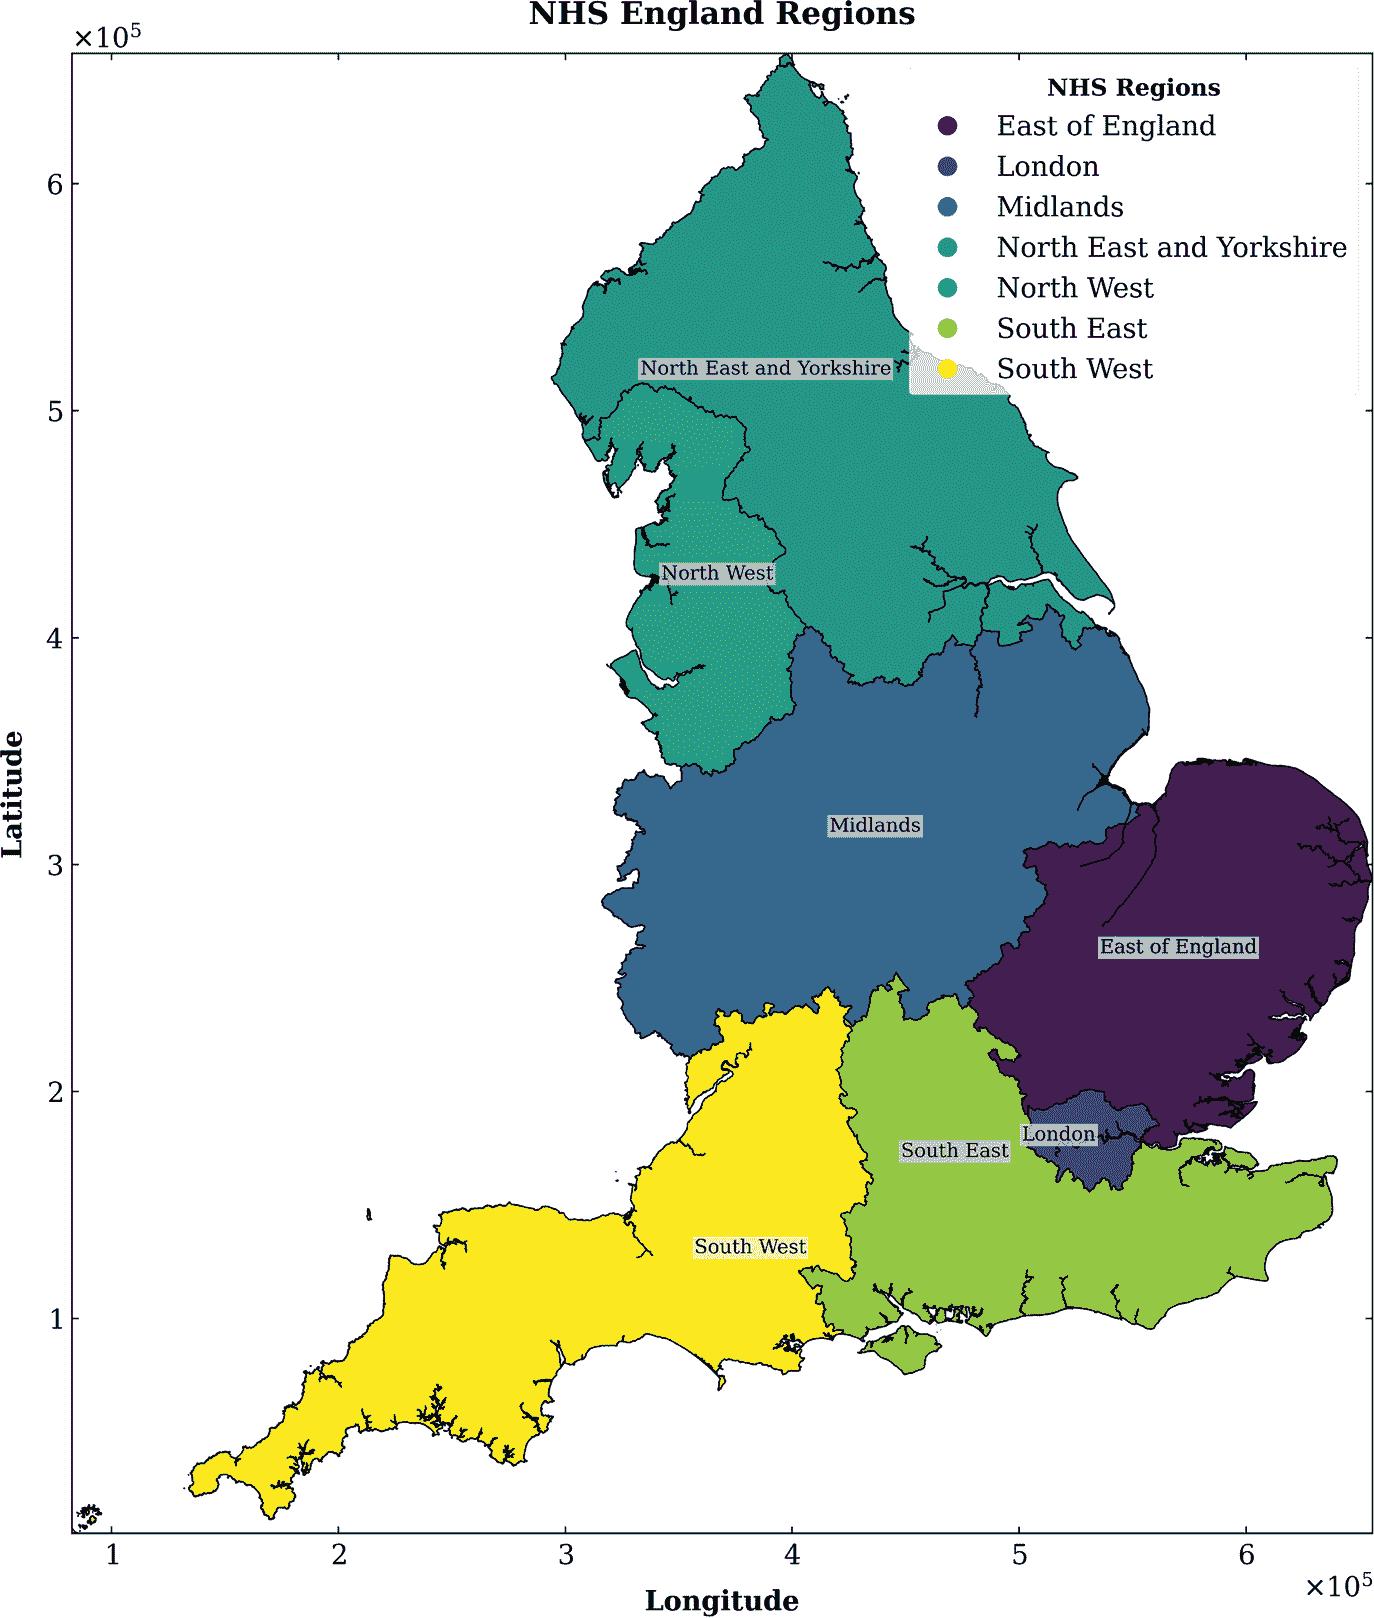 NHS England Regions
×10⁵
NHS Regions
East of England
London
Midlands
North East and Yorkshire
North West
South East
South West
6
5
4
3
2
1
Latitude
North East and Yorkshire
North West
Midlands
East of England
London
South East
South West
1
2
3
4
5
6
×10⁵
Longitude